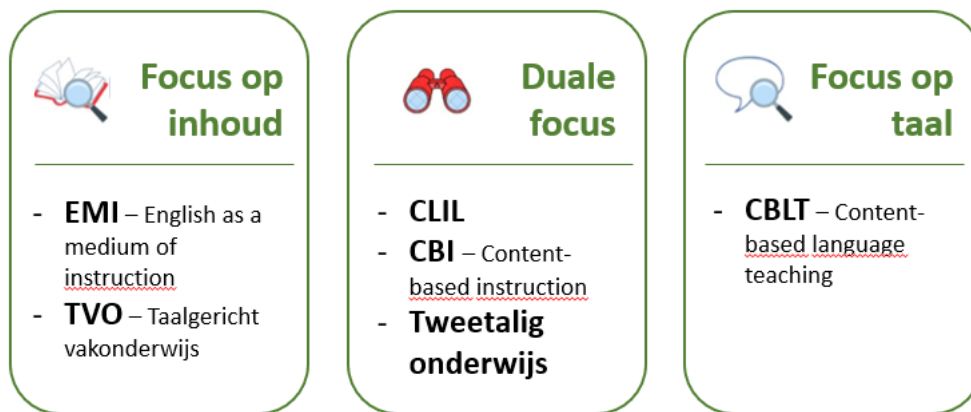 Focus op
inhoud
- EMI – English as a
medium of
instruction
- TVO – Taalgericht
vakonderwijs
Duale
focus
- CLIL
- CBI – Content-
based instruction
- Tweetalig
onderwijs
Focus op
taal
- CBLT – Content-
based language
teaching